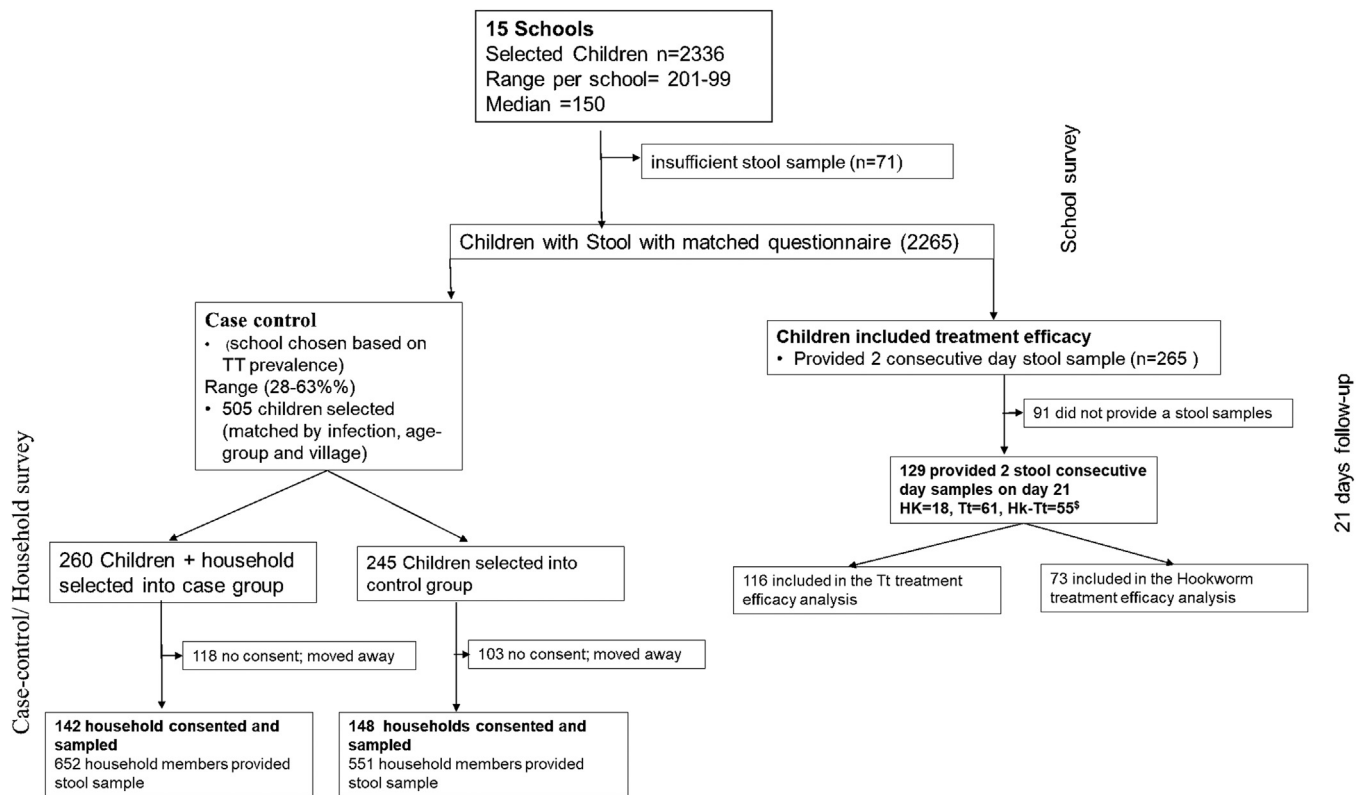 15 Schools
Selected Children n=2336
Range per school= 201-99
Median =150
insufficient stool sample (n=71)
School survey
Children with Stool with matched questionnaire (2265)
Case control
• (school chosen based on
TT prevalence)
Range (28-63%%)
• 505 children selected
(matched by infection, age-
group and village)
Children included treatment efficacy
• Provided 2 consecutive day stool sample (n=265 )
91 did not provide a stool samples
129 provided 2 stool consecutive
day samples on day 21
HK=18, Tt=61, Hk-Tt=55$
21 days follow-up
Case-control/ Household survey
260 Children + household
selected into case group
245 Children selected into
control group
116 included in the Tt treatment
efficacy analysis
73 included in the Hookworm
treatment efficacy analysis
118 no consent; moved away
103 no consent; moved away
142 household consented and
sampled
652 household members provided
stool sample
148 households consented and
sampled
551 household members provided
stool sample